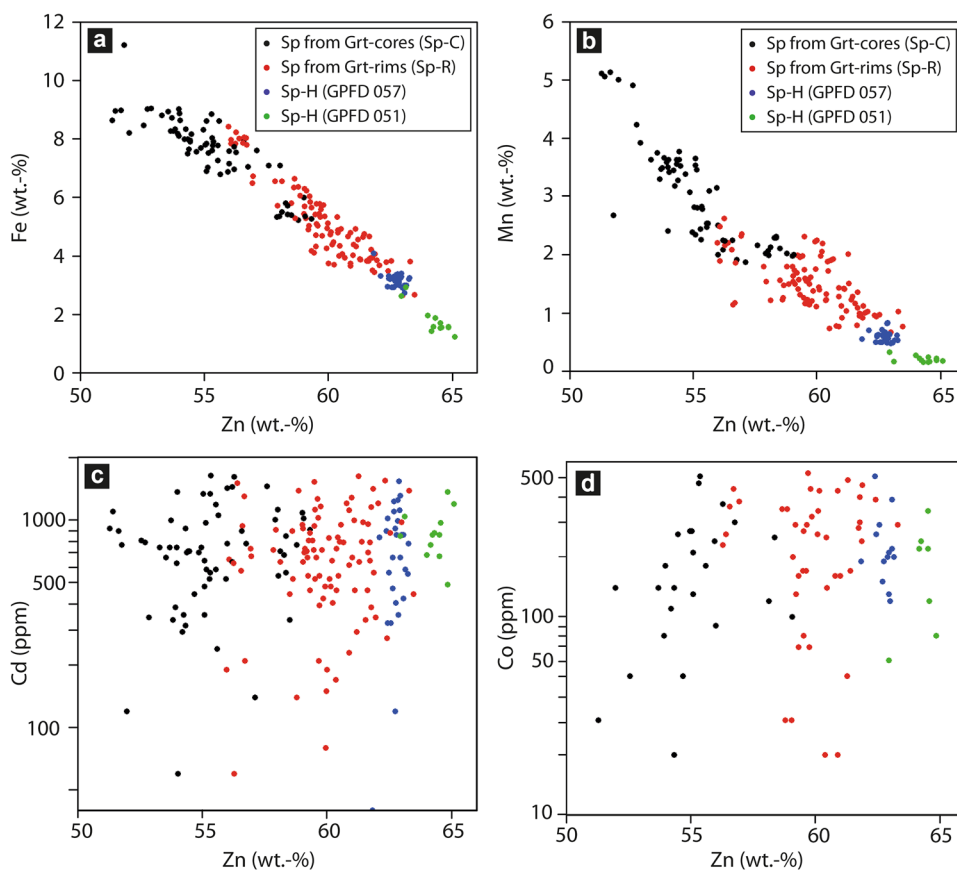 a
Sp from Grt-cores (Sp-C)
Sp from Grt-rims (Sp-R)
Sp-H (GPFD 057)
Sp-H (GPFD 051)
12
10
8
6
4
2
0
Fe (wt.-%)
50 55 60 65
Zn (wt.-%)
b
Sp from Grt-cores (Sp-C)
Sp from Grt-rims (Sp-R)
Sp-H (GPFD 057)
Sp-H (GPFD 051)
6
5
4
3
2
1
0
Mn (wt.-%)
50 55 60 65
Zn (wt.-%)
c
1000
500
100
Cd (ppm)
50 55 60 65
Zn (wt.-%)
d
500
100
50
10
Co (ppm)
50 55 60 65
Zn (wt.-%)